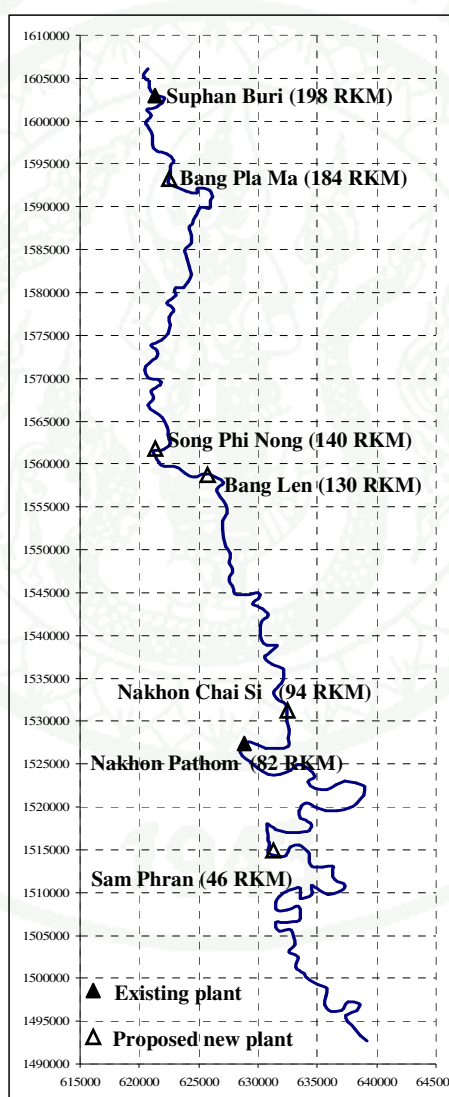 1610000
1605000
Suphan Buri (198 RKM)
1600000
1595000
Bang Pla Ma (184 RKM)
1590000
1585000
1580000
1575000
1570000
1565000
Song Phi Nong (140 RKM)
1560000
Bang Len (130 RKM)
1555000
1550000
1545000
1540000
1535000
Nakhon Chai Si (94 RKM)
1530000
Nakhon Pathom (82 RKM)
1525000
1520000
1515000
Sam Phran (46 RKM)
1510000
1505000
1500000
Existing plant
1495000
Proposed new plant
1490000
615000 620000 625000 630000 635000 640000 645000